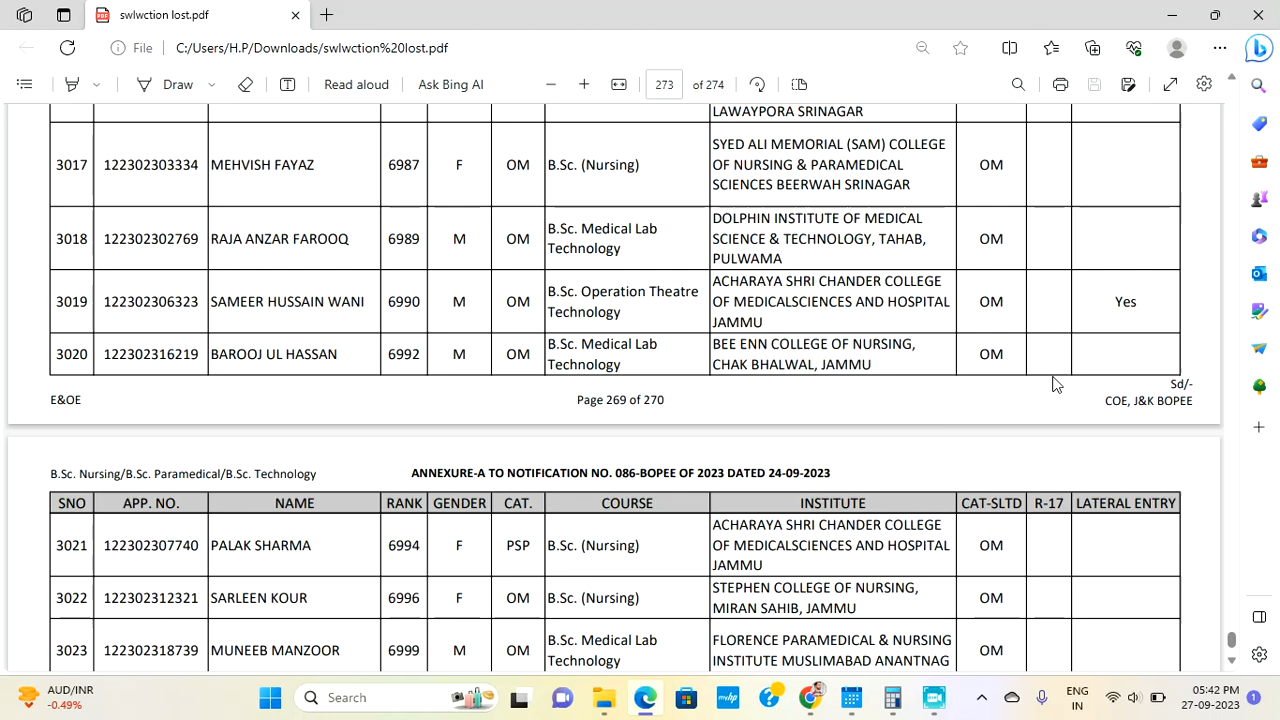 swlwction lost.pdf
File C:/Users/H.P/Downloads/swlwction%20lost.pdf
Draw Read aloud Ask Bing AI 273 of 274
LAWAYPORA SRINAGAR
3017 122302303334 MEHVISH FAYAZ 6987 F OM B.Sc. (Nursing) SYED ALI MEMORIAL (SAM) COLLEGE OF NURSING & PARAMEDICAL SCIENCES BEERWAH SRINAGAR OM
3018 122302302769 RAJA ANZAR FAROOQ 6989 M OM B.Sc. Medical Lab Technology DOLPHIN INSTITUTE OF MEDICAL SCIENCE & TECHNOLOGY, TAHAB, PULWAMA OM
3019 122302306323 SAMEER HUSSAIN WANI 6990 M OM B.Sc. Operation Theatre Technology ACHARAYA SHRI CHANDER COLLEGE OF MEDICALSCIENCES AND HOSPITAL JAMMU OM Yes
3020 122302316219 BAROOJ UL HASSAN 6992 M OM B.Sc. Medical Lab Technology BEE ENN COLLEGE OF NURSING, CHAK BHALWAL, JAMMU OM
Sd/-
E&OE Page 269 of 270 COE, J&K BOPEE
B.Sc. Nursing/B.Sc. Paramedical/B.Sc. Technology ANNEXURE-A TO NOTIFICATION NO. 086-BOPEE OF 2023 DATED 24-09-2023
SNO APP. NO. NAME RANK GENDER CAT. COURSE INSTITUTE CAT-SLTD R-17 LATERAL ENTRY
3021 122302307740 PALAK SHARMA 6994 F PSP B.Sc. (Nursing) ACHARAYA SHRI CHANDER COLLEGE OF MEDICALSCIENCES AND HOSPITAL JAMMU OM
3022 122302312321 SARLEEN KOUR 6996 F OM B.Sc. (Nursing) STEPHEN COLLEGE OF NURSING, MIRAN SAHIB, JAMMU OM
3023 122302318739 MUNEEB MANZOOR 6999 M OM B.Sc. Medical Lab Technology FLORENCE PARAMEDICAL & NURSING INSTITUTE MUSLIMABAD ANANTNAG OM
AUD/INR
-0.49%
Search
ENG
IN
05:42 PM
27-09-2023
1